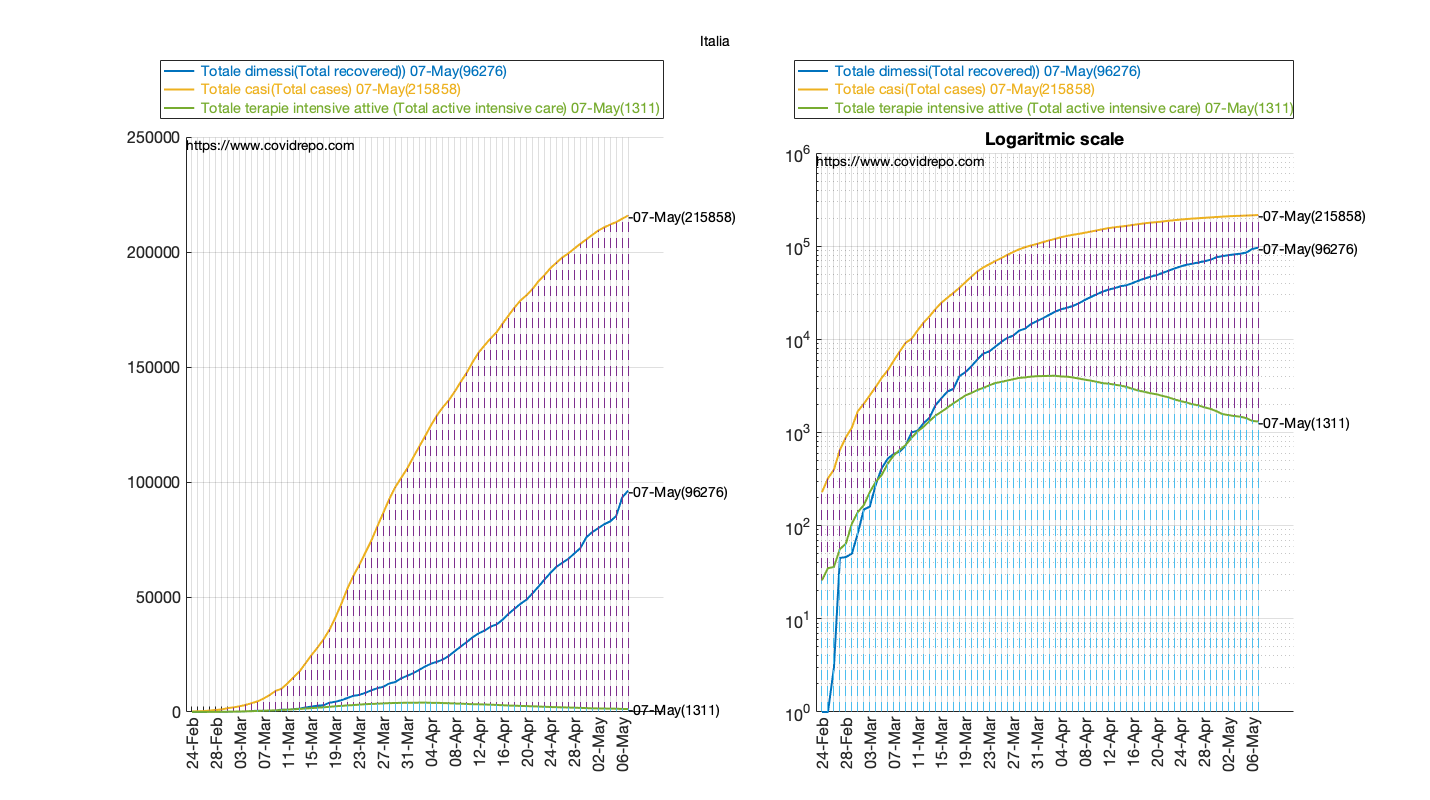 Italia
Totale dimessi(Total recovered)) 07-May(96276)
Totale casi(Total cases) 07-May(215858)
Totale terapie intensive attive (Total active intensive care) 07-May(1311)
250000
200000
150000
100000
50000
0
https://www.covidrepo.com
-07-May(215858)
-07-May(96276)
-07-May(1311)
24-Feb
28-Feb
03-Mar
07-Mar
11-Mar
15-Mar
19-Mar
23-Mar
27-Mar
31-Mar
04-Apr
08-Apr
12-Apr
16-Apr
20-Apr
24-Apr
28-Apr
02-May
06-May
Totale dimessi(Total recovered)) 07-May(96276)
Totale casi(Total cases) 07-May(215858)
Totale terapie intensive attive (Total active intensive care) 07-May(1311)
Logaritmic scale
10^6
10^5
10^4
10^3
10^2
10^1
10^0
https://www.covidrepo.com
-07-May(215858)
-07-May(96276)
-07-May(1311)
24-Feb
28-Feb
03-Mar
07-Mar
11-Mar
15-Mar
19-Mar
23-Mar
27-Mar
31-Mar
04-Apr
08-Apr
12-Apr
16-Apr
20-Apr
24-Apr
28-Apr
02-May
06-May